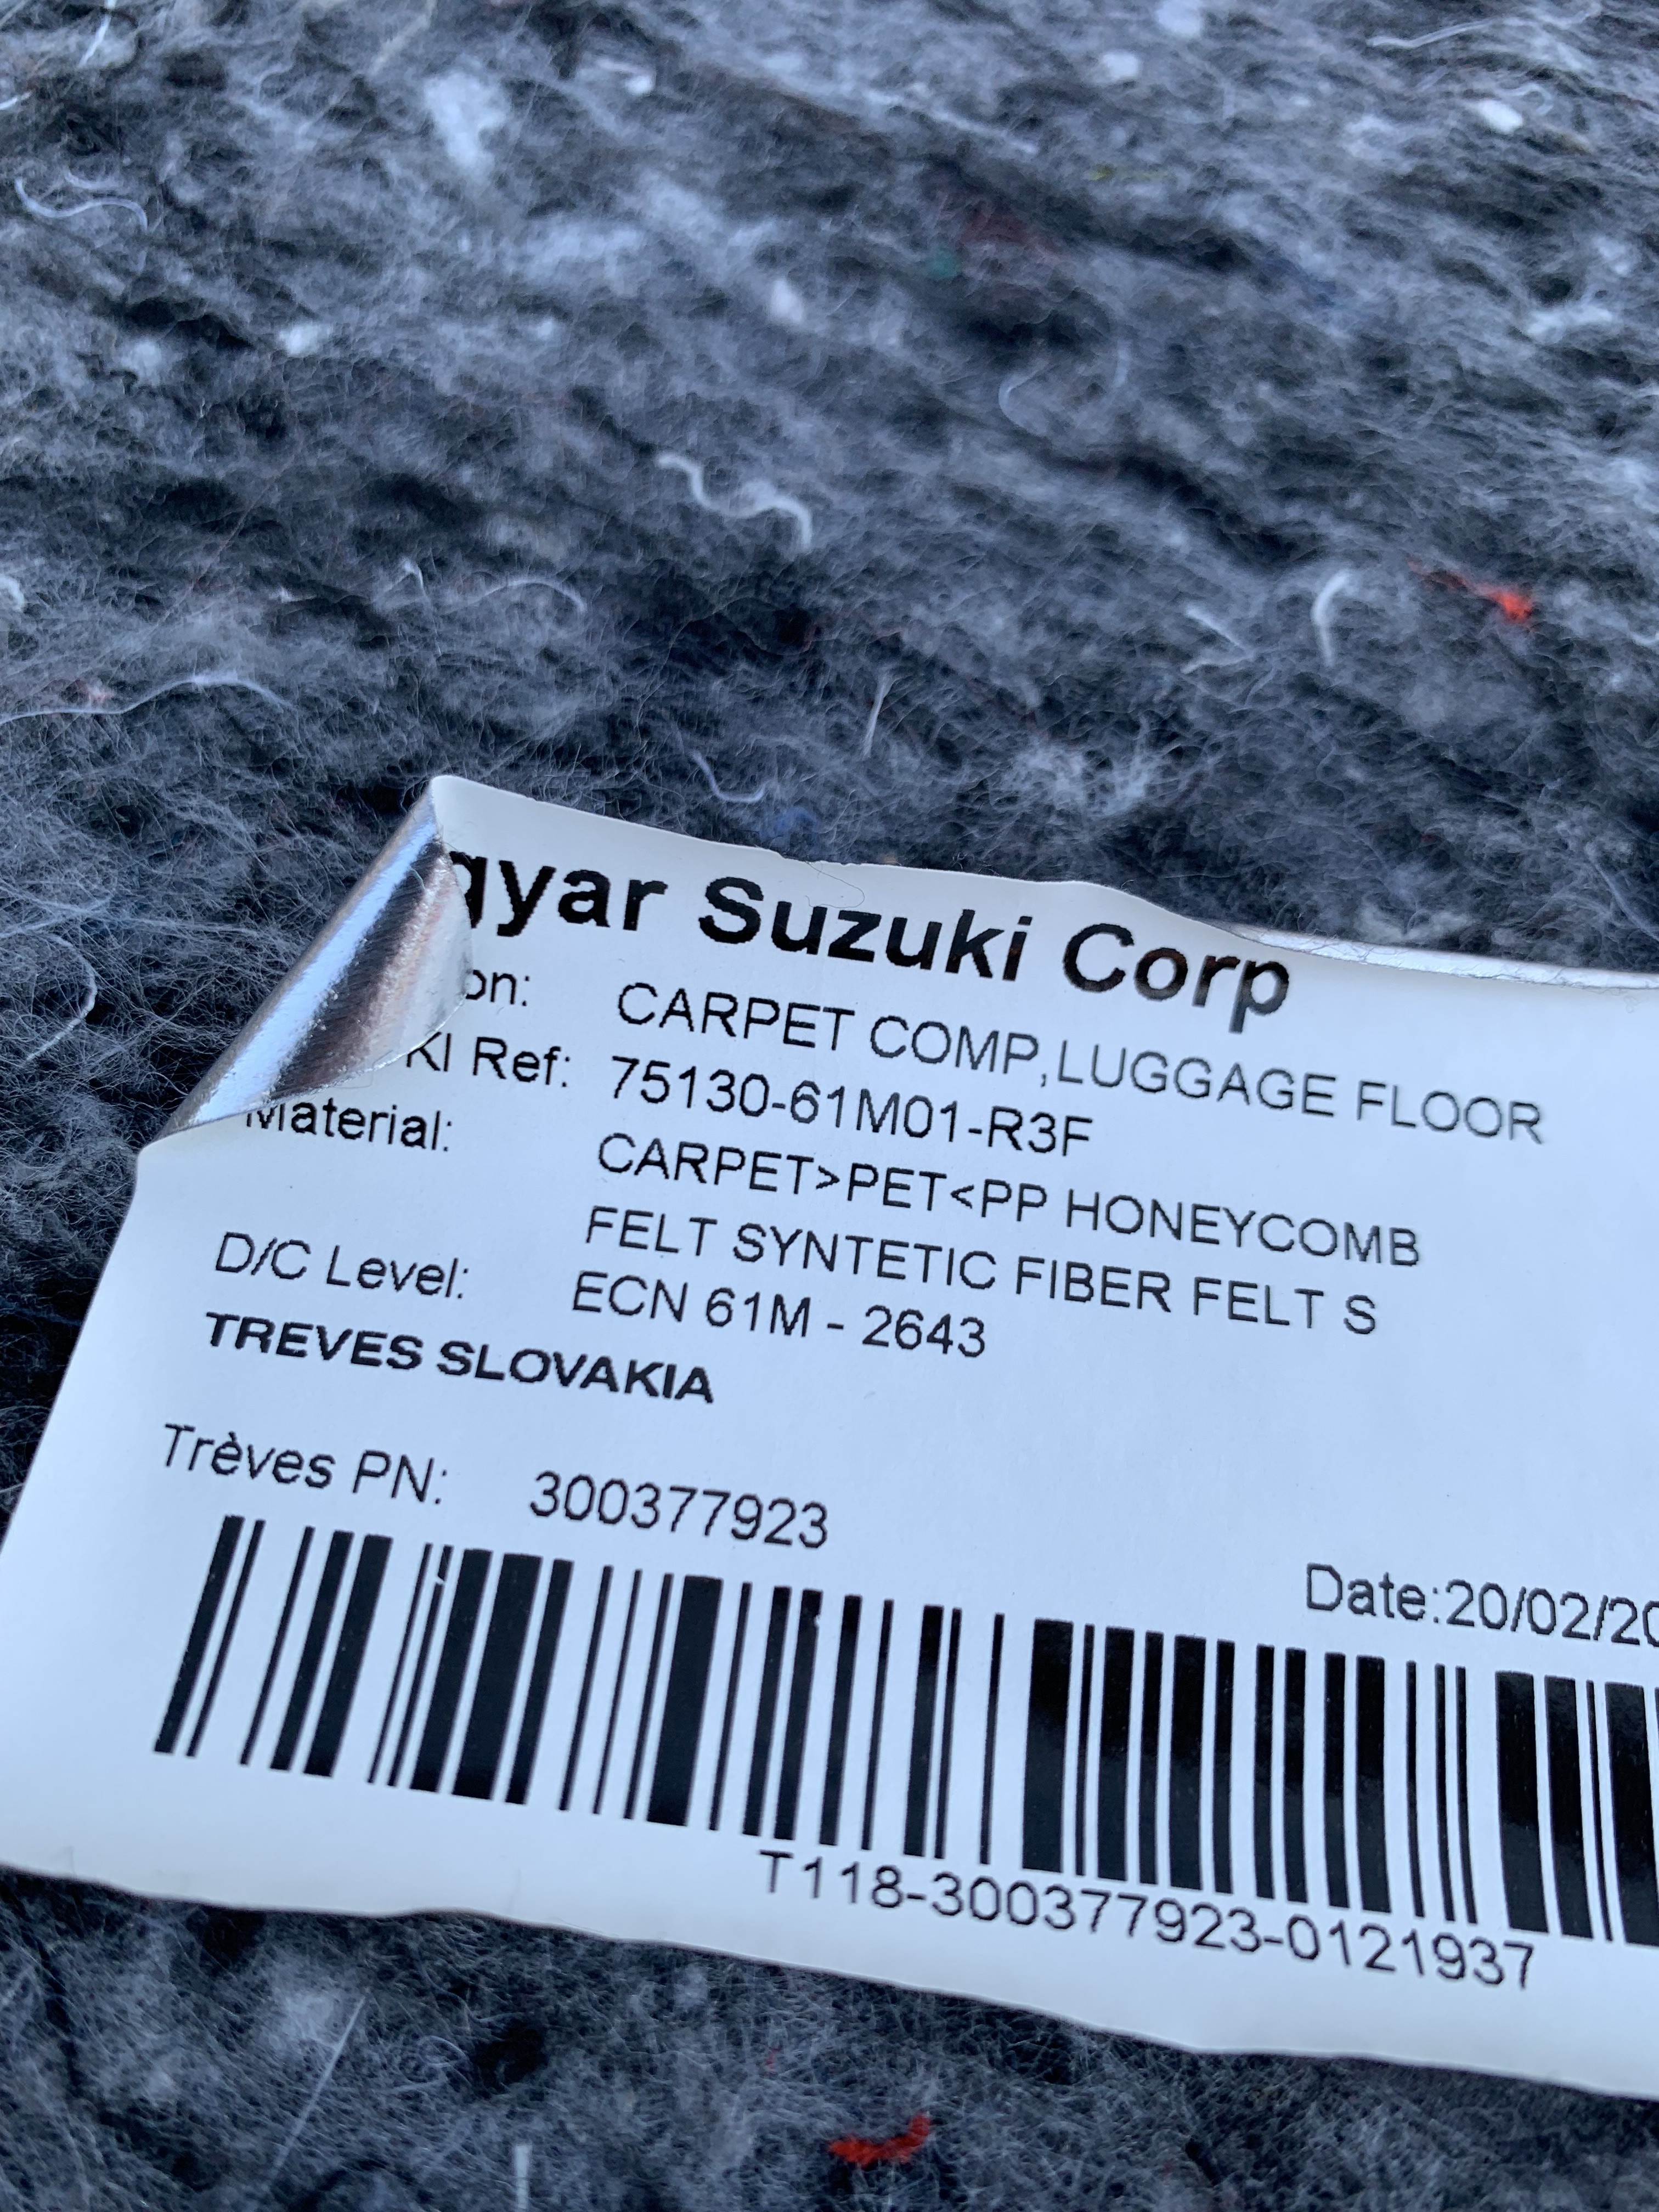 gyar Suzuki Corp
on: CARPET COMP,LUGGAGE FLOOR
KI Ref: 75130-61M01-R3F
Material: CARPET>PET<PP HONEYCOMB
FELT SYNTETIC FIBER FELT S
D/C Level: ECN 61M - 2643
TREVES SLOVAKIA
Trèves PN: 300377923
Date:20/02/20
T118-300377923-0121937